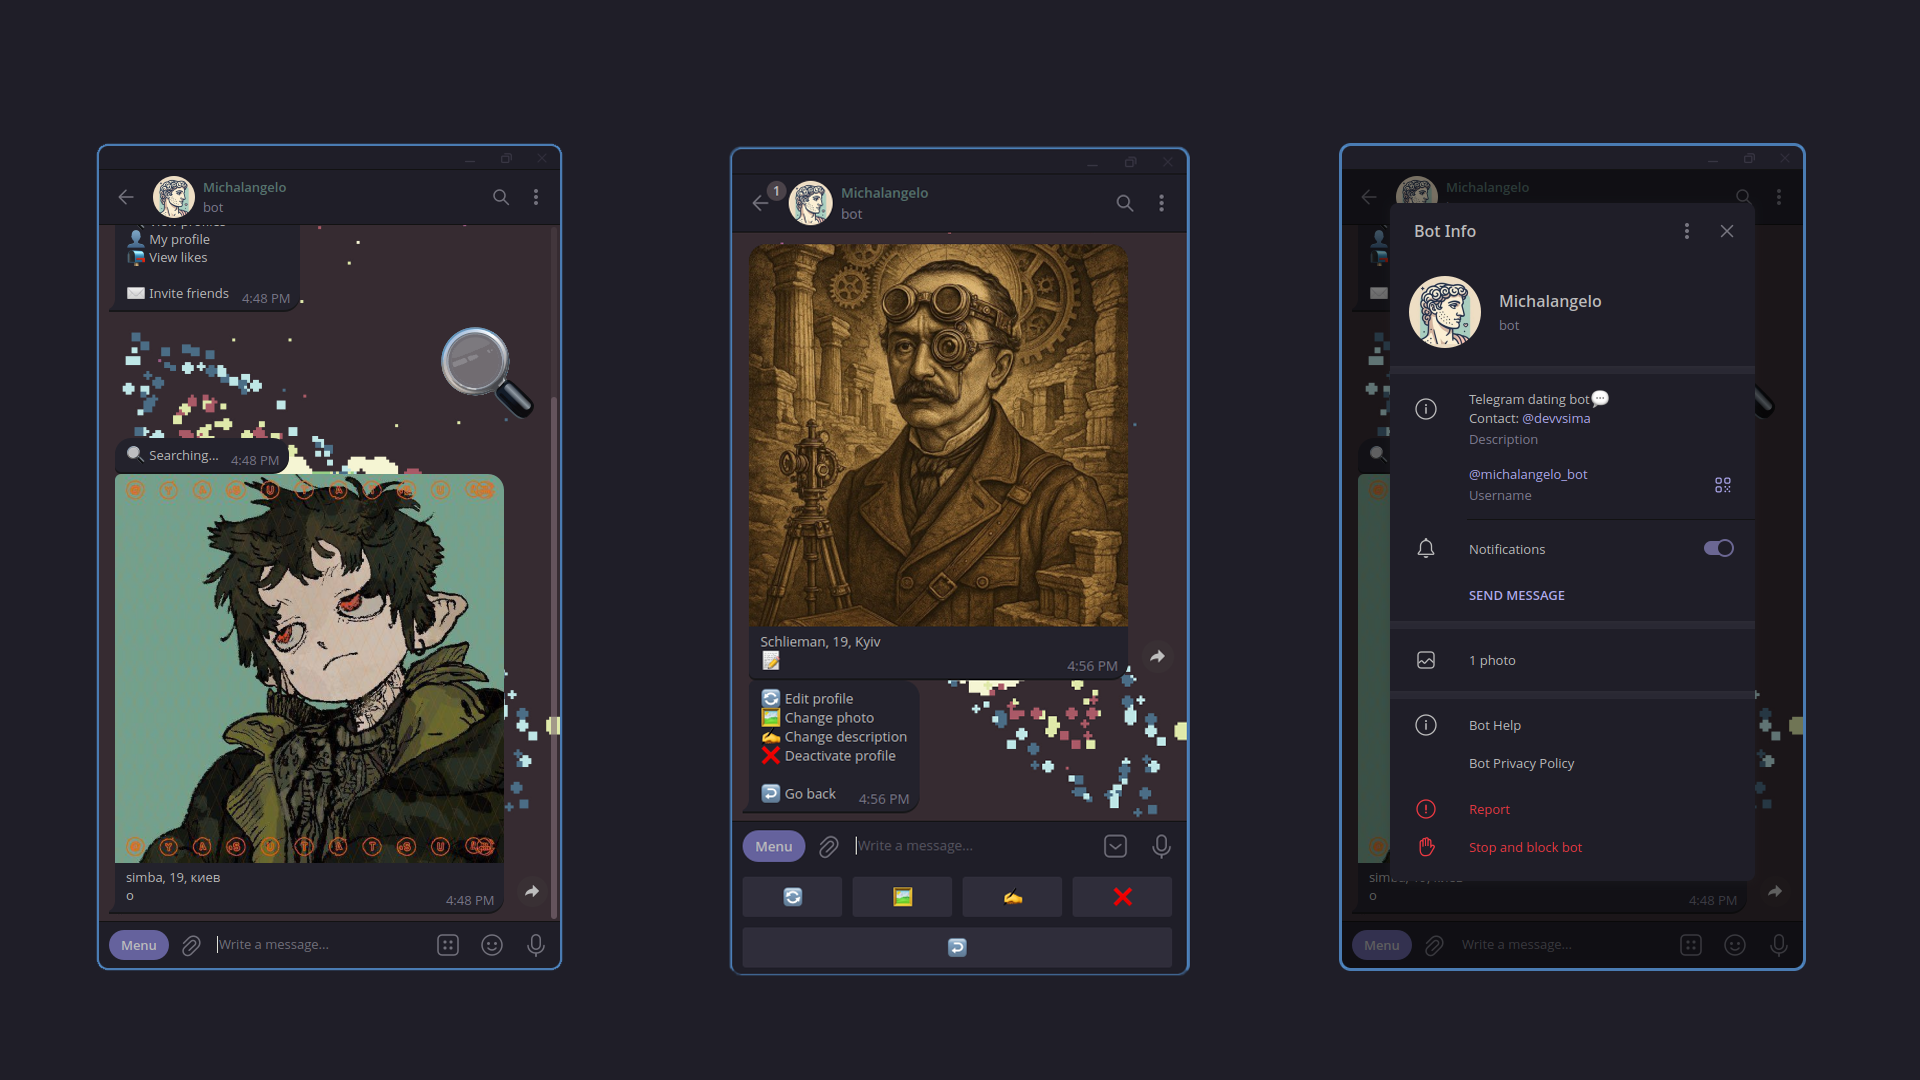 Michalangelo
bot
View profiles
My profile
View likes
Invite friends
4:48 PM
Searching...
4:48 PM
Y A S U T A T S U
Y A S U T A T S U
simba, 19, киев
о
4:48 PM
Menu
Write a message...
1
Michalangelo
bot
Schlieman, 19, Kyiv
4:56 PM
Edit profile
Change photo
Change description
Deactivate profile
Go back
4:56 PM
Menu
Write a message...
Michalangelo
Bot Info
Michalangelo
bot
Telegram dating bot
Contact: @devvsima
Description
@michalangelo_bot
Username
Notifications
SEND MESSAGE
1 photo
Bot Help
Bot Privacy Policy
Report
Stop and block bot
о
4:48 PM
Menu
Write a message...